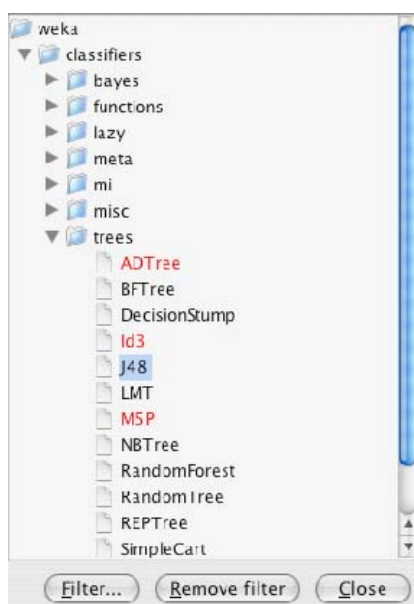 weka
classifiers
bayes
functions
lazy
meta
mi
misc
trees
ADTree
BFTree
DecisionStump
Id3
J48
LMT
M5P
NBTree
RandomForest
RandomTree
REPTree
SimpleCart
Filter... Remove filter Close